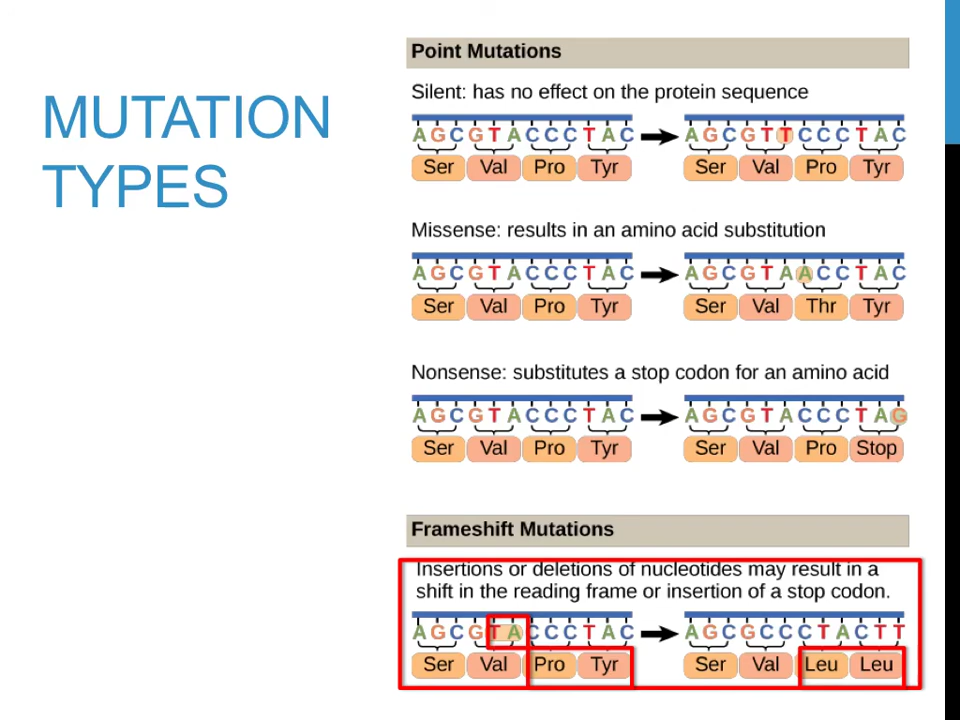 MUTATION
TYPES
Point Mutations
Silent: has no effect on the protein sequence
AGCGTACCCTAC AGCGTTCCCTAC
Ser Val Pro Tyr Ser Val Pro Tyr
Missense: results in an amino acid substitution
AGCGTACCCTAC AGCGTAACCTAC
Ser Val Pro Tyr Ser Val Thr Tyr
Nonsense: substitutes a stop codon for an amino acid
AGCGTACCCTAC AGCGTACCCTAG
Ser Val Pro Tyr Ser Val Pro Stop
Frameshift Mutations
Insertions or deletions of nucleotides may result in a
shift in the reading frame or insertion of a stop codon.
AGCGTACCCTAC AGCGCCCTACTT
Ser Val Pro Tyr Ser Val Leu Leu